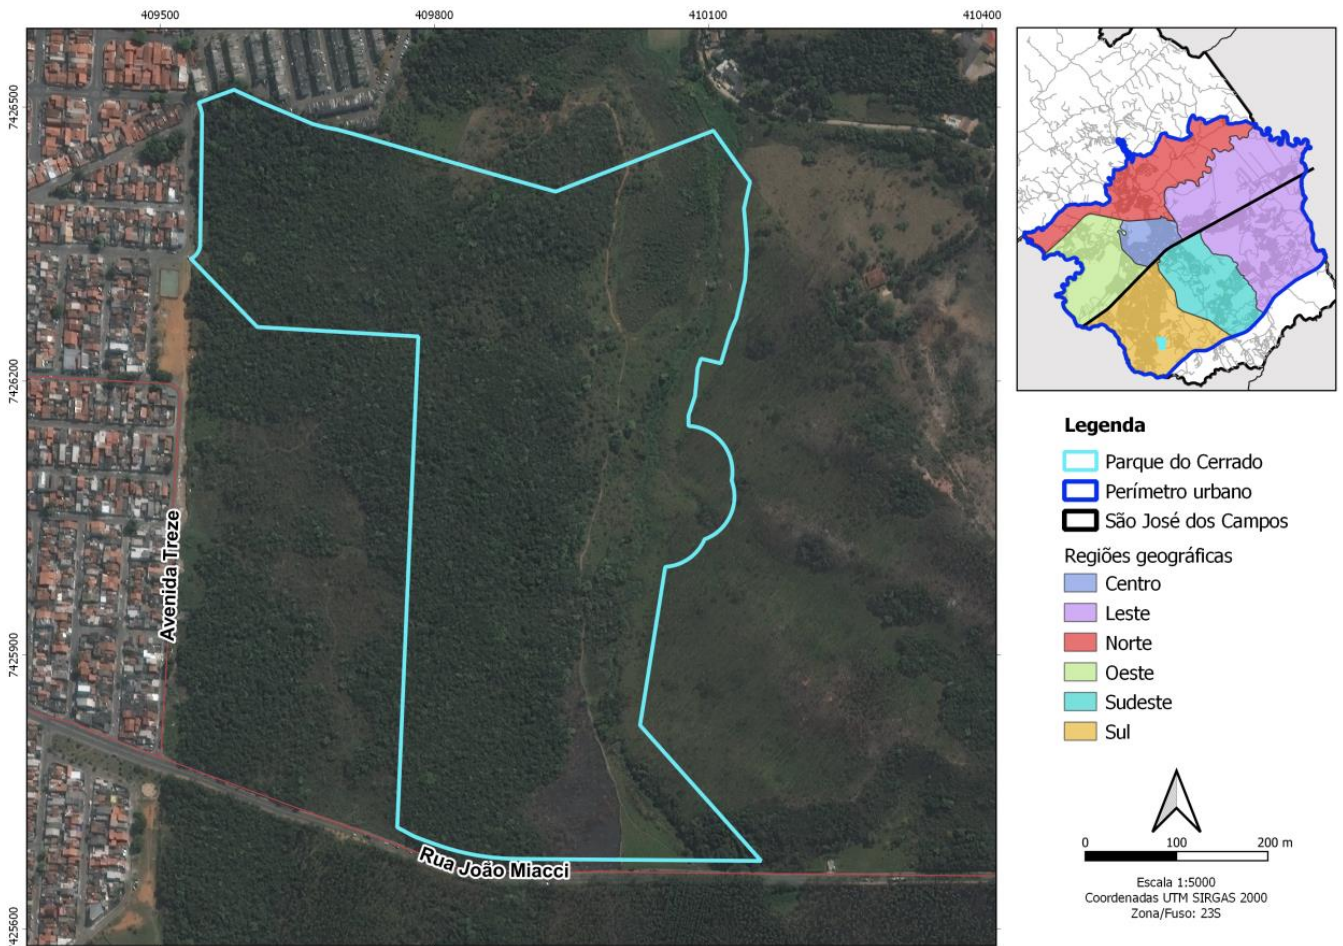 409500
409800
410100
410400
7426500
7426200
7425900
7425600
Avenida Treze
Rua João Miacci
Legenda
Parque do Cerrado
Perímetro urbano
São José dos Campos
Regiões geográficas
Centro
Leste
Norte
Oeste
Sudeste
Sul
0 100 200 m
Escala 1:5000
Coordenadas UTM SIRGAS 2000
Zona/Fuso: 23S